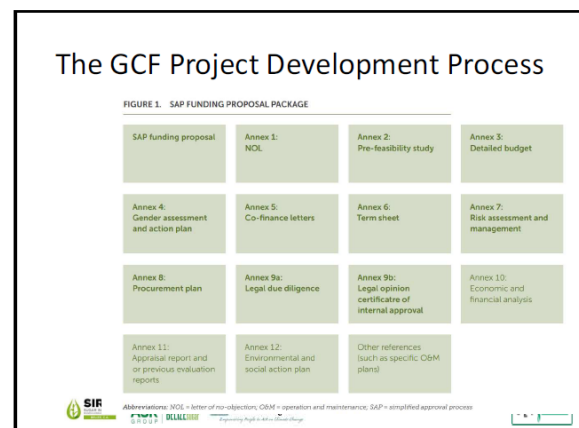 The GCF Project Development Process
FIGURE 1. SAP FUNDING PROPOSAL PACKAGE
SAP funding proposal
Annex 1:
NOL
Annex 2:
Pre-feasibility study
Annex 3:
Detailed budget
Annex 4:
Gender assessment
and action plan
Annex 5:
Co-finance letters
Annex 6:
Term sheet
Annex 7:
Risk assessment and
management
Annex 8:
Procurement plan
Annex 9a:
Legal due diligence
Annex 9b:
Legal opinion
certificatre of
internal approval
Annex 10:
Economic and
financial analysis
Annex 11:
Appraisal report and
or previous evaluation
reports
Annex 12:
Environmental and
social action plan
Other references
(such as specific O&M
plans)
Abbreviations: NOL = letter of no-objection; O&M = operation and maintenance; SAP = simplified approval process
GROUP